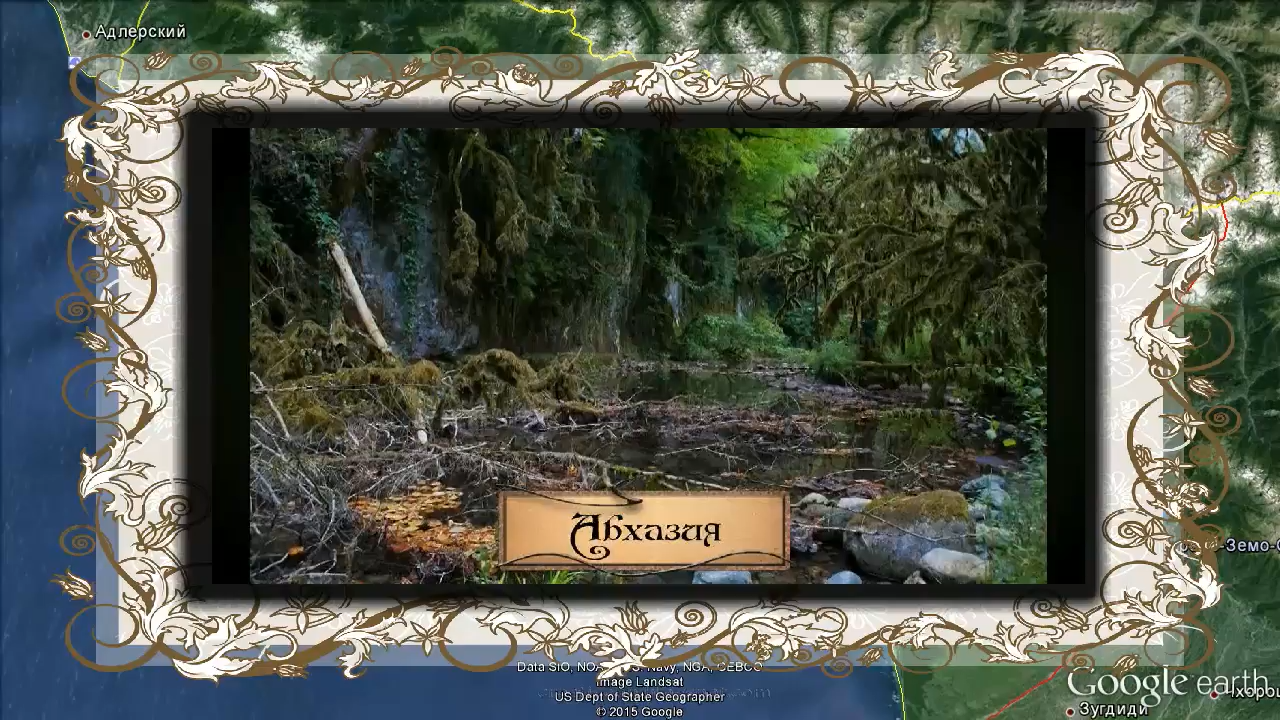 Адлерский
Абхазия
-Земо-
Data SIO, NOAA, U.S. Navy, NGA, GEBCO
Image Landsat
US Dept of State Geographer
© 2015 Google
Google earth
Зугдиди